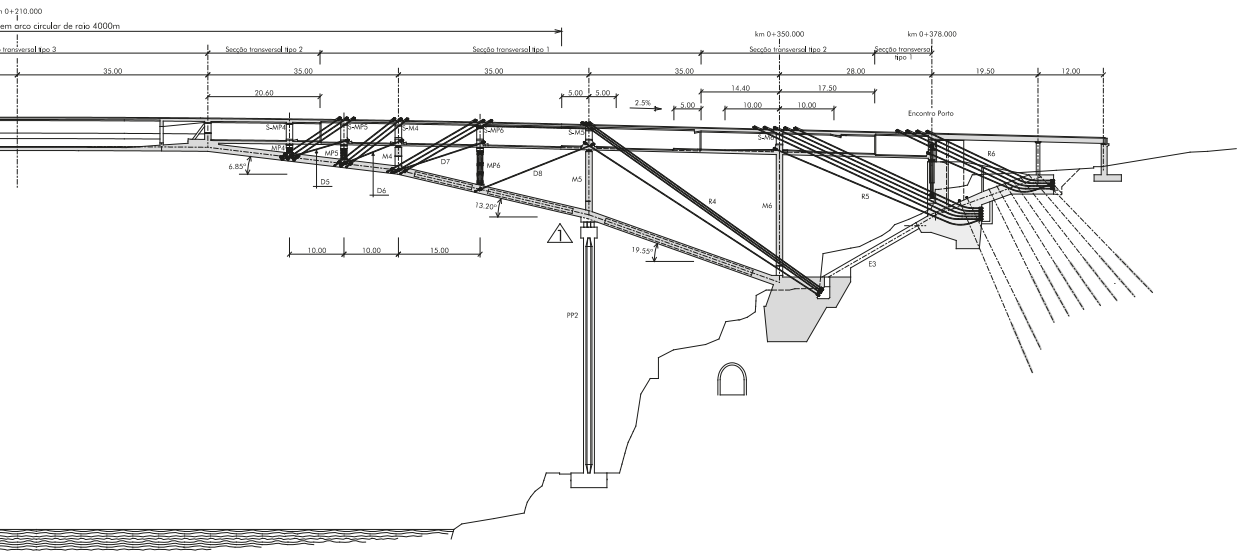 km 0+210.000
em arco circular de raio 4000m
km 0+350.000
km 0+378.000
transversal tipo 3
Secção transversal tipo 2
Secção transversal tipo 1
Secção transversal tipo 2
Secção transversal
tipo 1
35.00
35.00
35.00
35.00
28.00
19.50
12.00
20.60
5.00
5.00
2.5%
5.00
14.40
17.50
10.00
10.00
Encontro Porto
S-MP4
S-MP5
S-M4
S-MP6
S-M5
S-M6
MP4
MP5
M4
D7
MP6
D8
M5
R4
M6
R5
R6
6.85°
D5
D6
13.20°
1
19.55°
E3
10.00
10.00
15.00
PP2